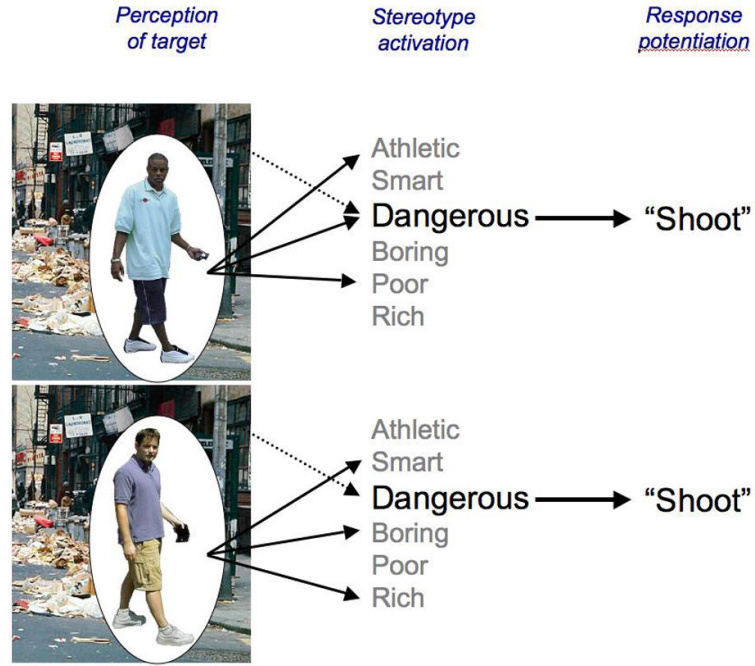 Perception
of target
Stereotype
activation
Response
potentiation
Athletic
Smart
Dangerous
Boring
Poor
Rich
“Shoot”
Athletic
Smart
Dangerous
Boring
Poor
Rich
“Shoot”